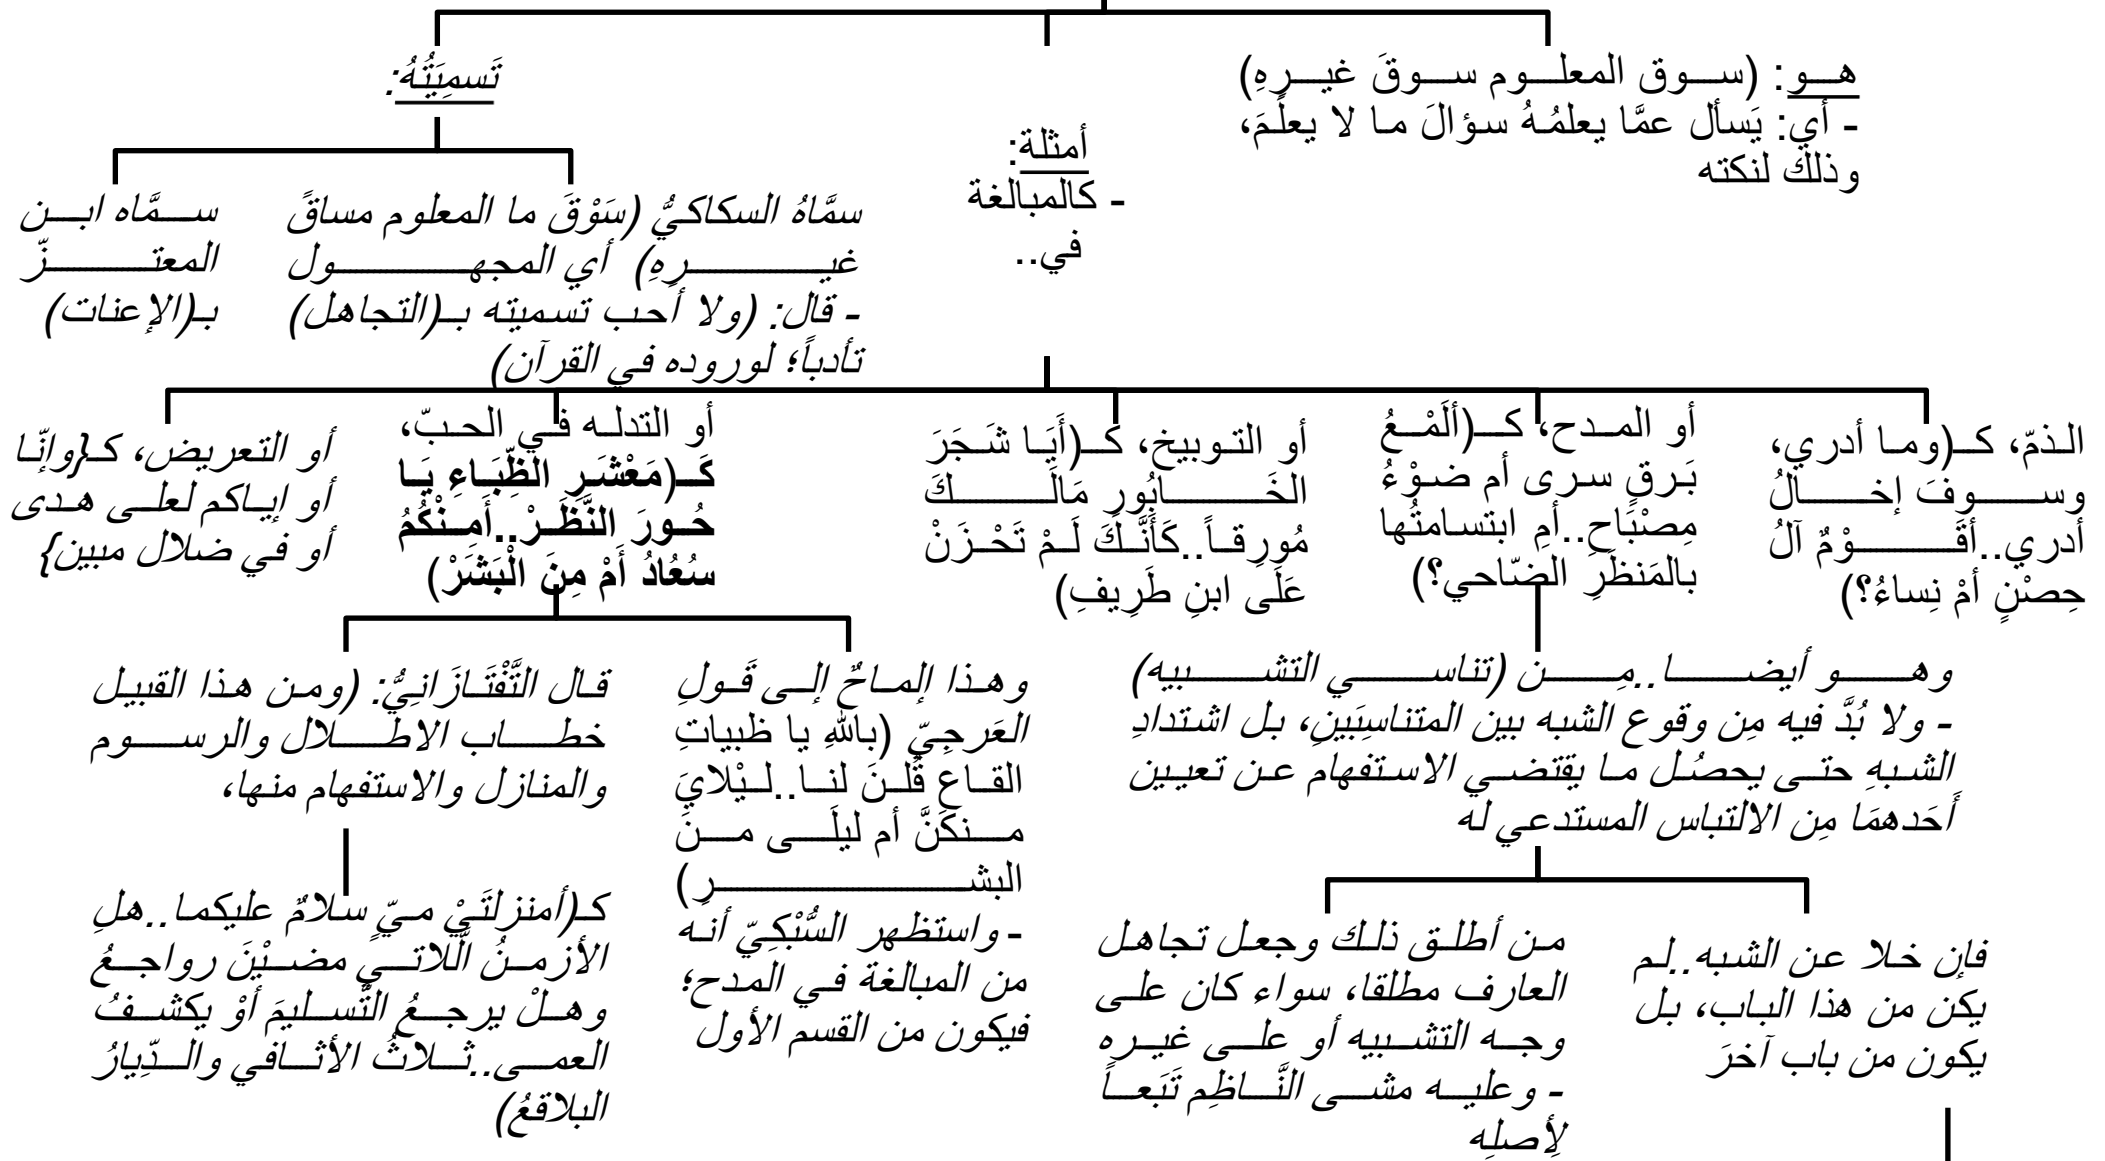 هو: (سوق المعلوم سوقَ غيرِهِ)
- أي: يَسأل عمَّا يعلمُهُ سؤالَ ما لا يعلَمَ،
وذلك لنكته
أمثلة:
- كالمبالغة
في..
تَسمِيَتُهُ:
سمَّاهُ السكاكيُّ (سَوْقَ ما المعلوم مساقً
غيرِهِ) أي المجهول
- قال: (ولا أحب تسميته بـ(التجاهل)
تأدباً؛ لوروده في القرآن)
سمَّاه ابن
المعتزّ
بـ(الإعنات)
الذمّ، كـ(وما أدري،
وسوفَ إخالُ
أدري..أقَوْمٌ آلُ
حِصْنٍ أمْ نِساءُ؟)
أو المدح، كـ(ألَمْعُ
بَرقٍ سرى أم ضوْءُ
مِصْبَاحٍ..أمِ ابتسامتُها
بالمَنظَرِ الضّاحي؟)
أو التوبيخ، كـ(أَيَا شَجَرَ
الخَابُورِ مَالَكَ
مُورِقاً..كَأَنَّكَ لَمْ تَحْزَنْ
عَلَى ابنِ طَرِيفِ)
أو التدله في الحبّ،
كَـ(مَعْشَرِ الظِّبَاءِ يَا
حُورَ النَّظَرْ..أَمِنْكُمُ
سُعَادُ أَمْ مِنَ الْبَشَرْ)
أو التعريض، كـ{وإنّا
أو إياكم لعلى هدى
أو في ضلال مبين}
وهو أيضا..مِن (تناسي التشبيه)
- ولا بُدَّ فيه مِن وقوع الشبه بين المتناسِبَينِ، بل اشتدادِ
الشبهِ حتى يحصُل ما يقتضي الاستفهام عن تعيين
أَحَدهمَا مِن الالتباس المستدعي له
فإن خلا عن الشبه..لم
يكن من هذا الباب، بل
يكون من باب آخرَ
من أطلق ذلك وجعل تجاهل
العارف مطلقا، سواء كان على
وجه التشبيه أو على غيره
- وعليه مشى النَّاظِم تَبَعاً
لِأصلِه
وهذا إلماحٌ إلى قَولِ
العَرجِيّ (باللهِ يا ظبياتِ
القاعِ قُلنَ لنا..ليْلايَ
منكنَّ أم ليلَى منَ
البشرِ)
- واستظهر السُّبْكِيّ أنه
من المبالغة في المدح؛
فيكون من القسم الأول
قال التَّفْتَازَانِيُّ: (ومن هذا القبيل
خطاب الاطلال والرسوم
والمنازل والاستفهام منها،
كـ(أمنزلتَيْ ميّ سلامٌ عليكما..هلِ
الأزمنُ الَّلاتي مضيْنَ رواجعُ
وهلْ يرجعُ التَّسليمَ أوْ يكشفُ
العمى..ثلاثُ الأثافي والدِّيارُ
البلاقعُ)